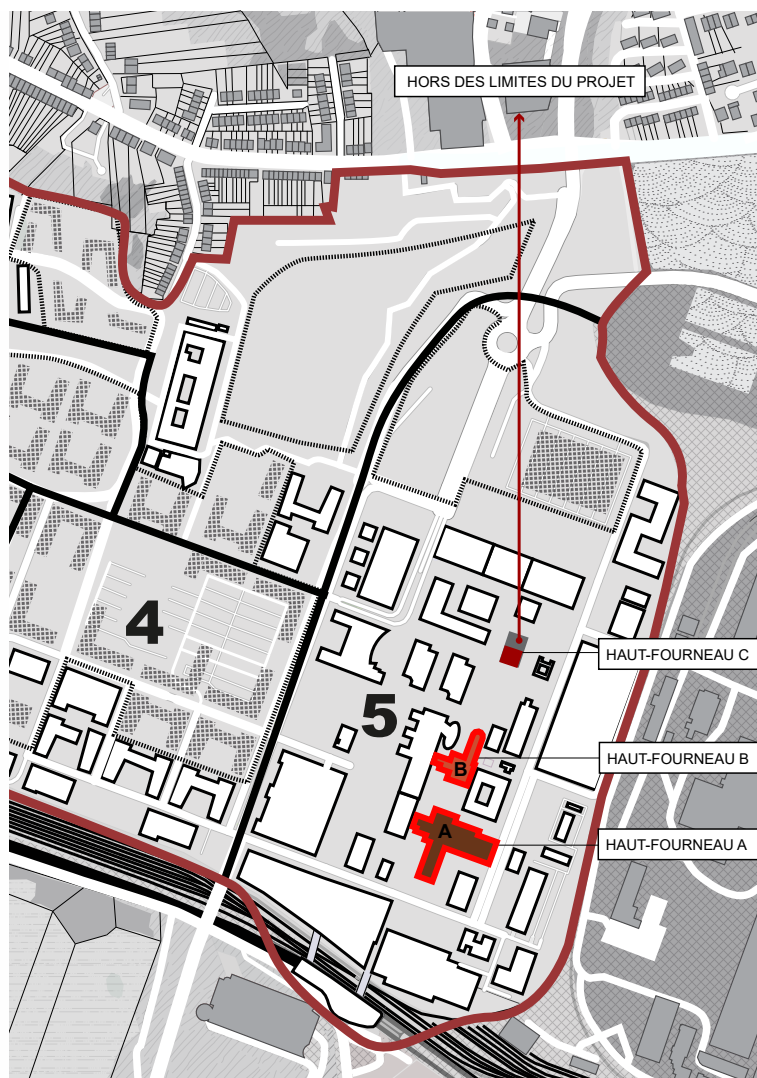 HORS DES LIMITES DU PROJET
4
5
HAUT-FOURNEAU C
HAUT-FOURNEAU B
B
A
HAUT-FOURNEAU A